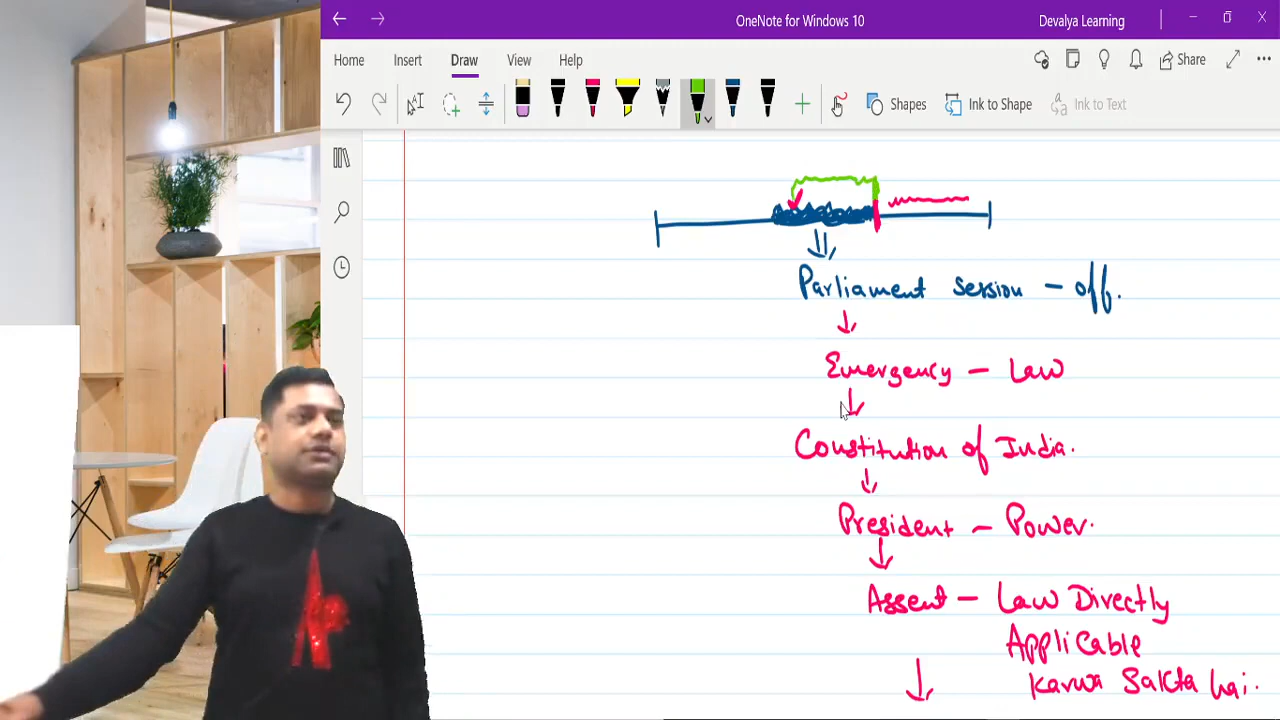 OneNote for Windows 10
Devalya Learning
Home Insert Draw View Help
Share
Shapes
Ink to Shape
Ink to Text
Parliament session - off.
Emergency - Law
Constitution of India.
President - Power.
Assent - Law Directly
Applicable
Karwa Sakta hai.